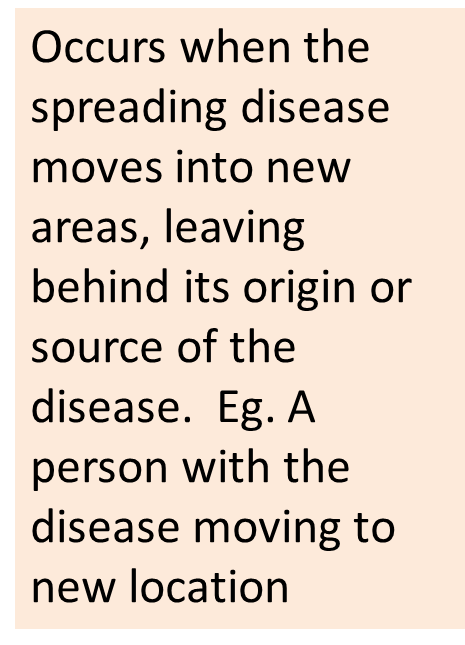 Occurs when the
spreading disease
moves into new
areas, leaving
behind its origin or
source of the
disease.  Eg. A
person with the
disease moving to
new location